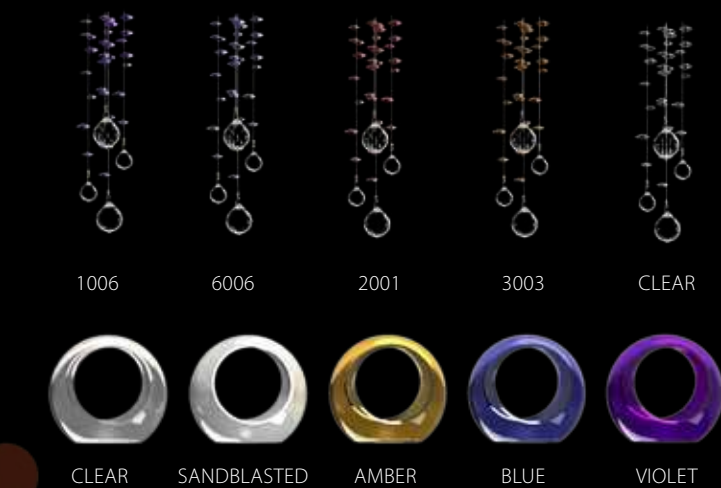 1006 6006 2001 3003 CLEAR
CLEAR SANDBLASTED AMBER BLUE VIOLET